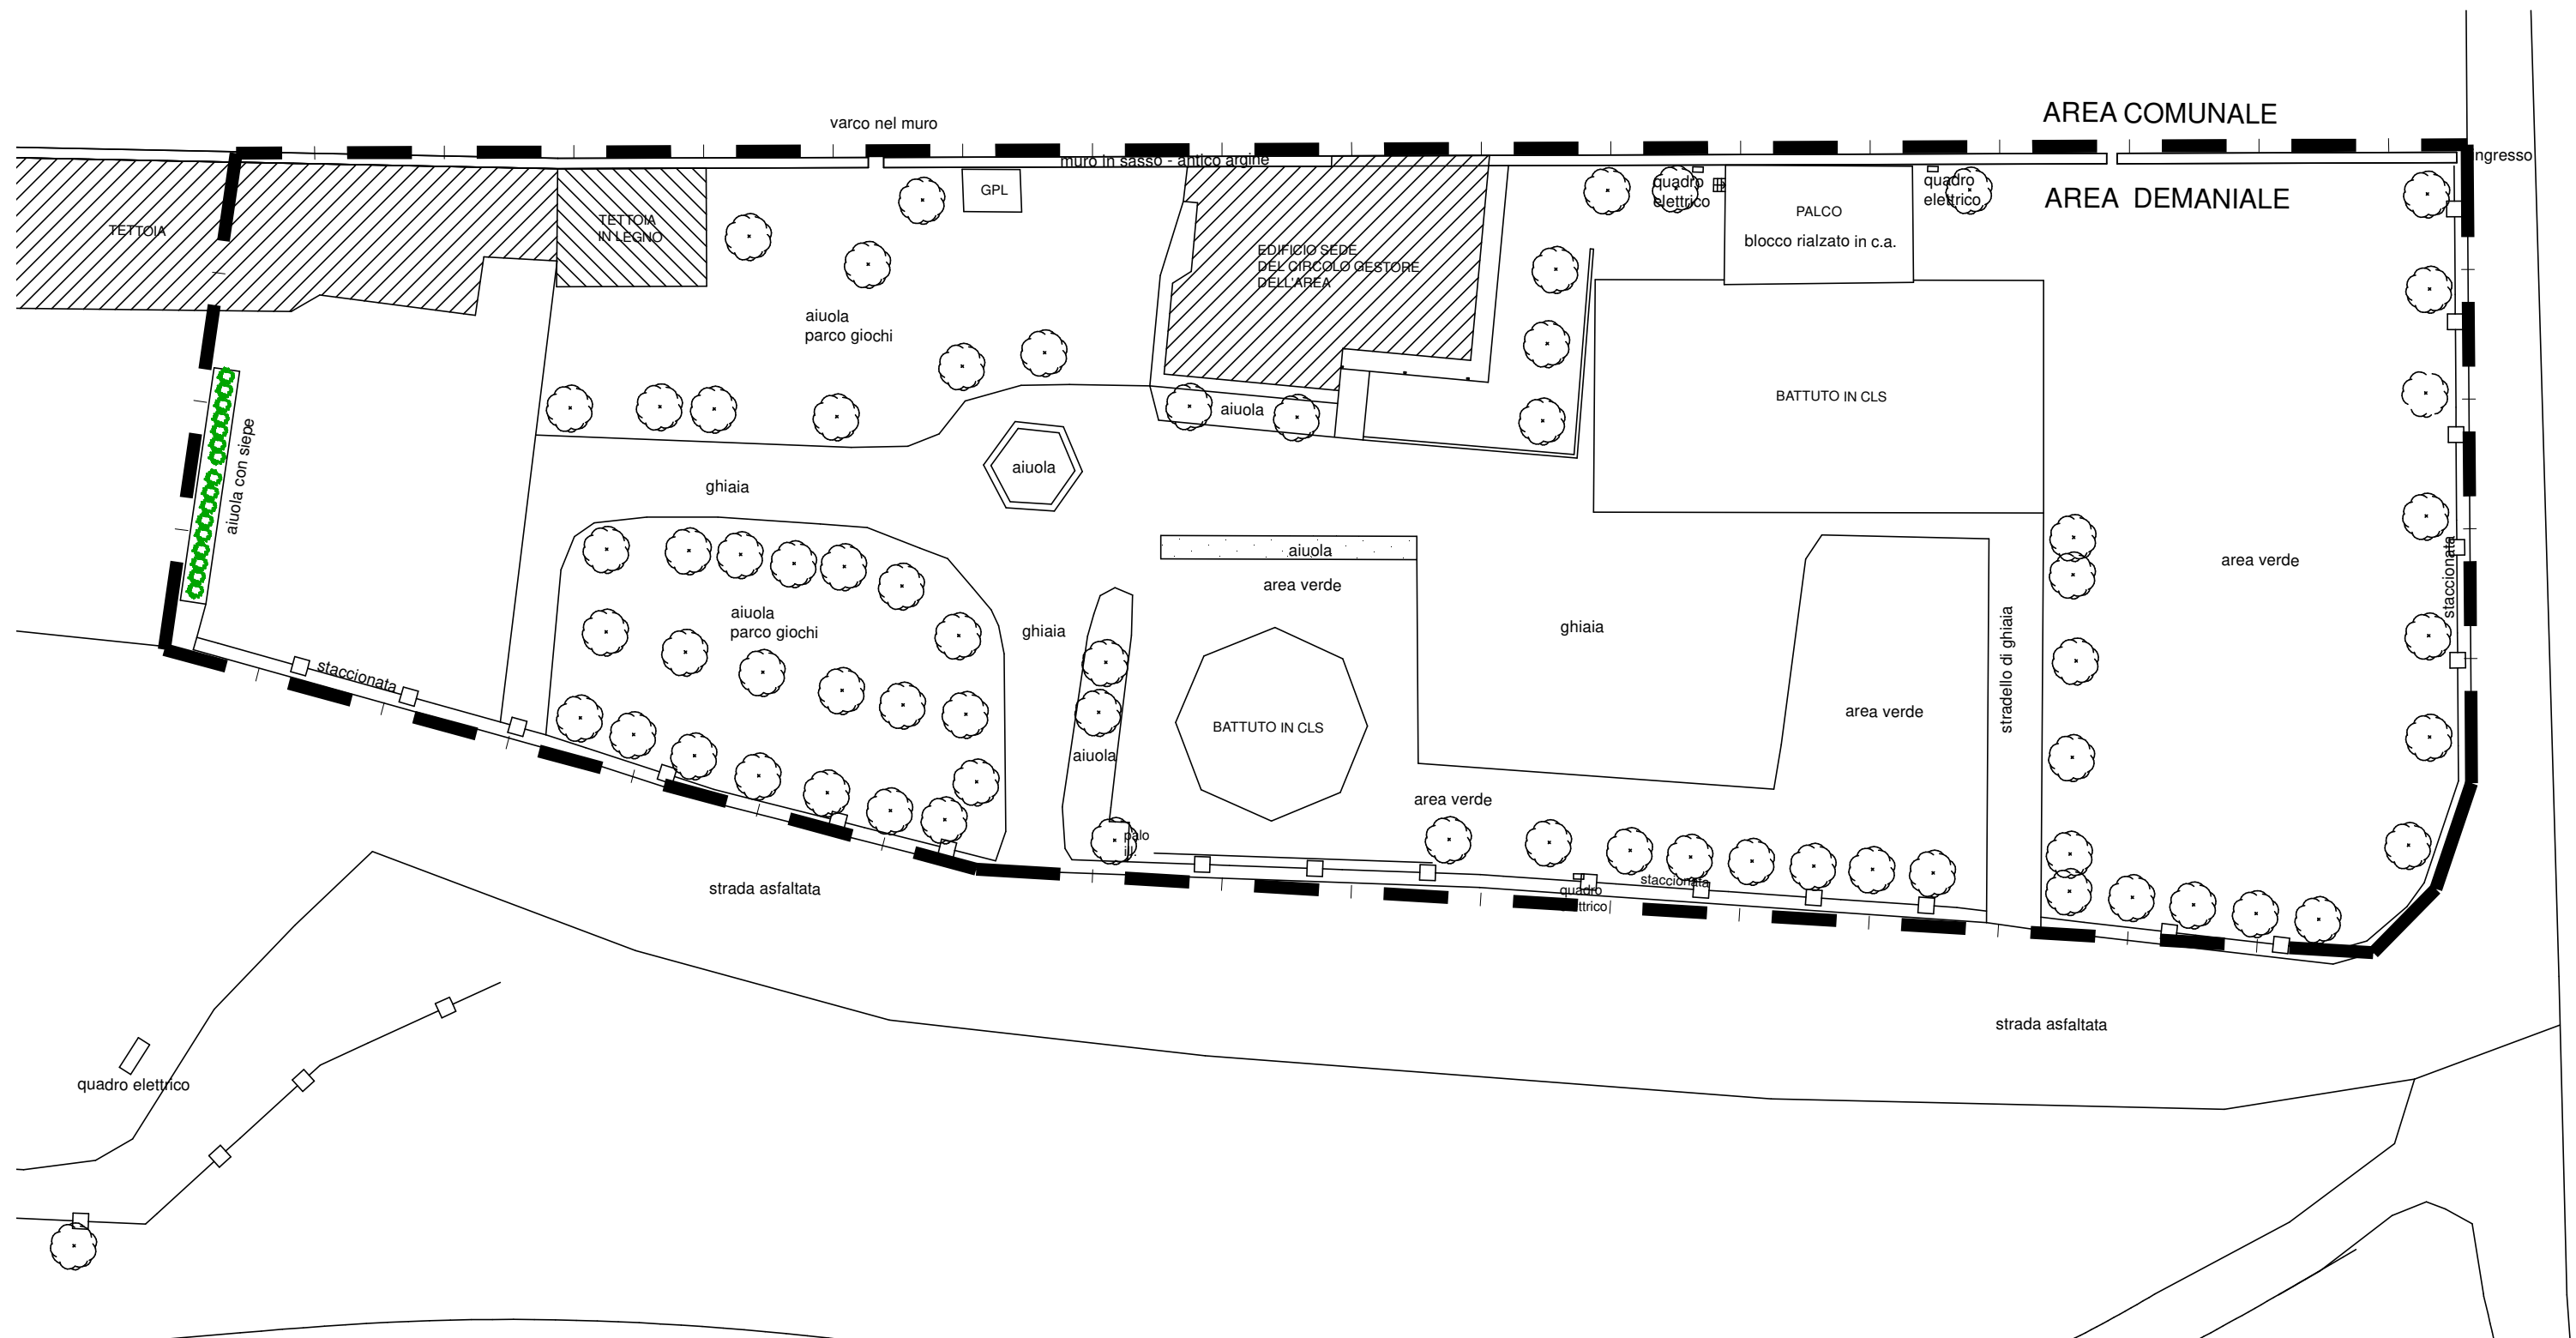 AREA COMUNALE
varco nel muro
muro in sasso - antico argine
ingresso
AREA DEMANIALE
GPL
quadro
elettrico
quadro
elettrico
PALCO
blocco rialzato in c.a.
TETTOIA
TETTOIA
IN LEGNO
EDIFICIO SEDE
DEL CIRCOLO GESTORE
DELL'AREA
aiuola
parco giochi
BATTUTO IN CLS
aiuola
aiuola con siepe
aiuola
ghiaia
aiuola
area verde
area verde
staccionata
aiuola
parco giochi
ghiaia
ghiaia
stradello di ghiaia
staccionata
area verde
BATTUTO IN CLS
aiuola
area verde
palo
ill.
staccionata
quadro
elettrico
strada asfaltata
strada asfaltata
quadro elettrico